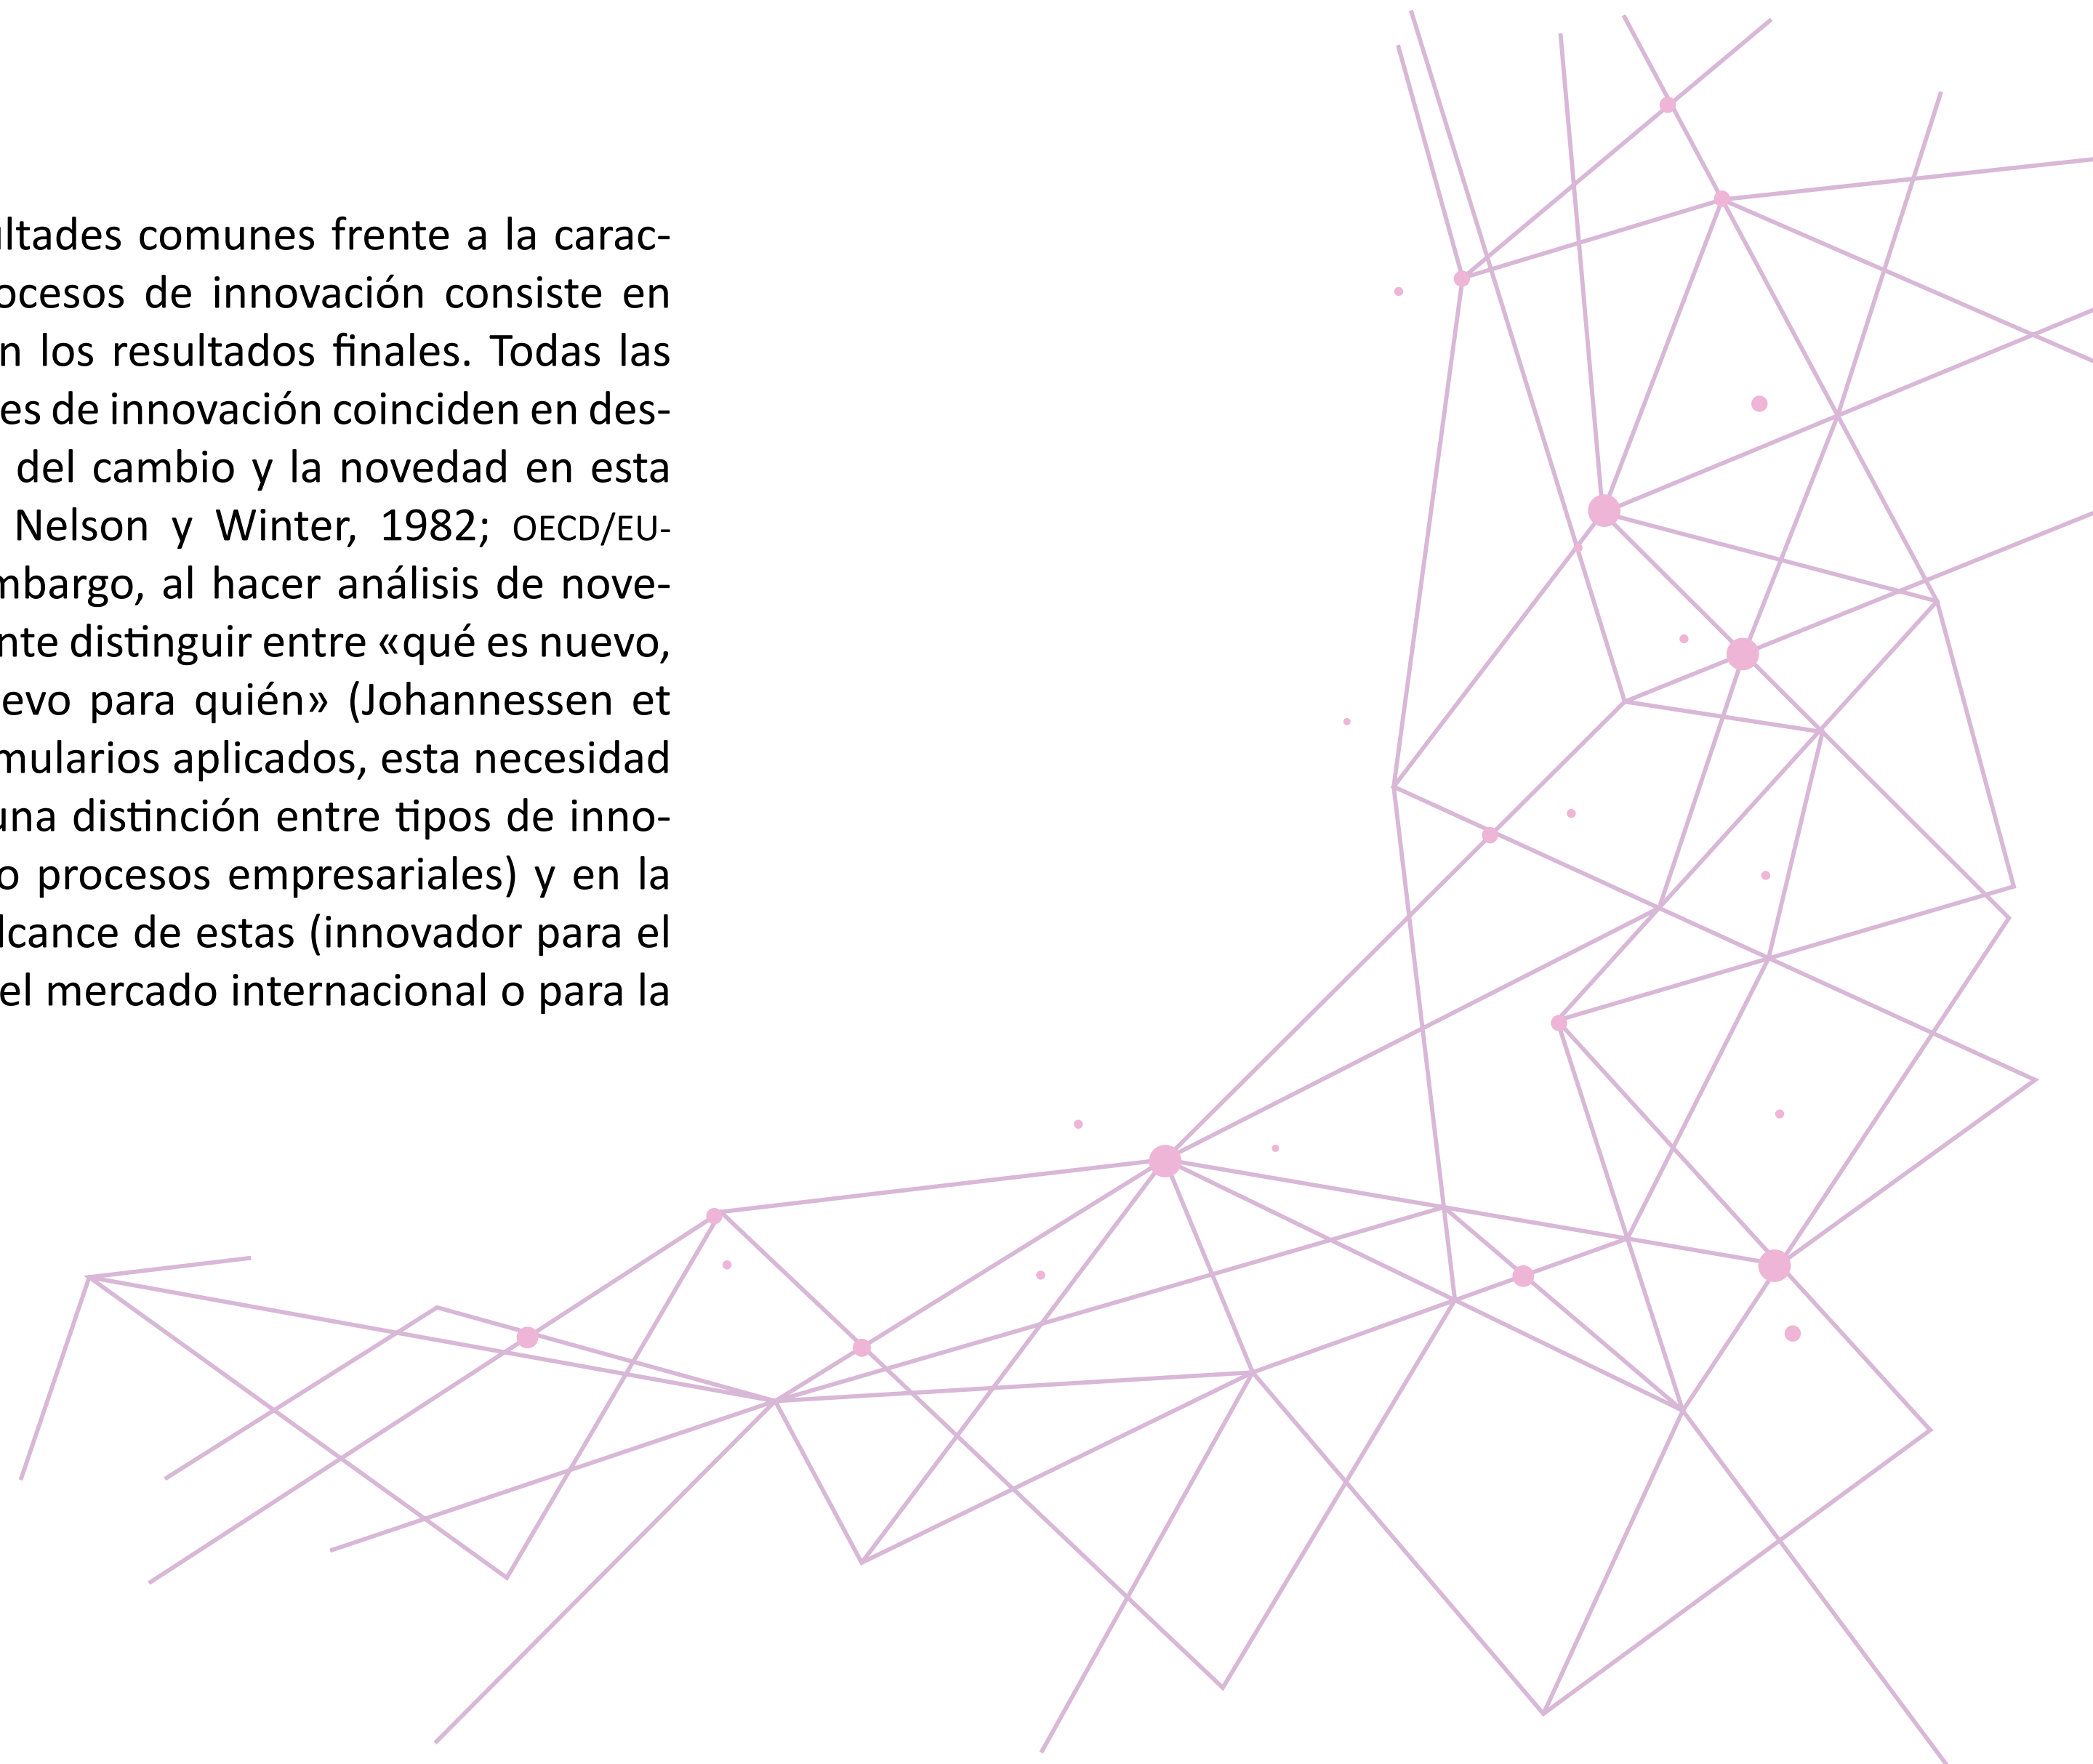 ltades comunes frente a la carac-
ocesos de innovación consiste en
n los resultados finales. Todas las
es de innovación coinciden en des-
del cambio y la novedad en esta
Nelson y Winter, 1982; OECD/EU-
mbargo, al hacer análisis de nove-
nte distinguir entre «qué es nuevo,
evo para quién» (Johannessen et
mularios aplicados, esta necesidad
una distinción entre tipos de inno-
o procesos empresariales) y en la
lcance de estas (innovador para el
el mercado internacional o para la